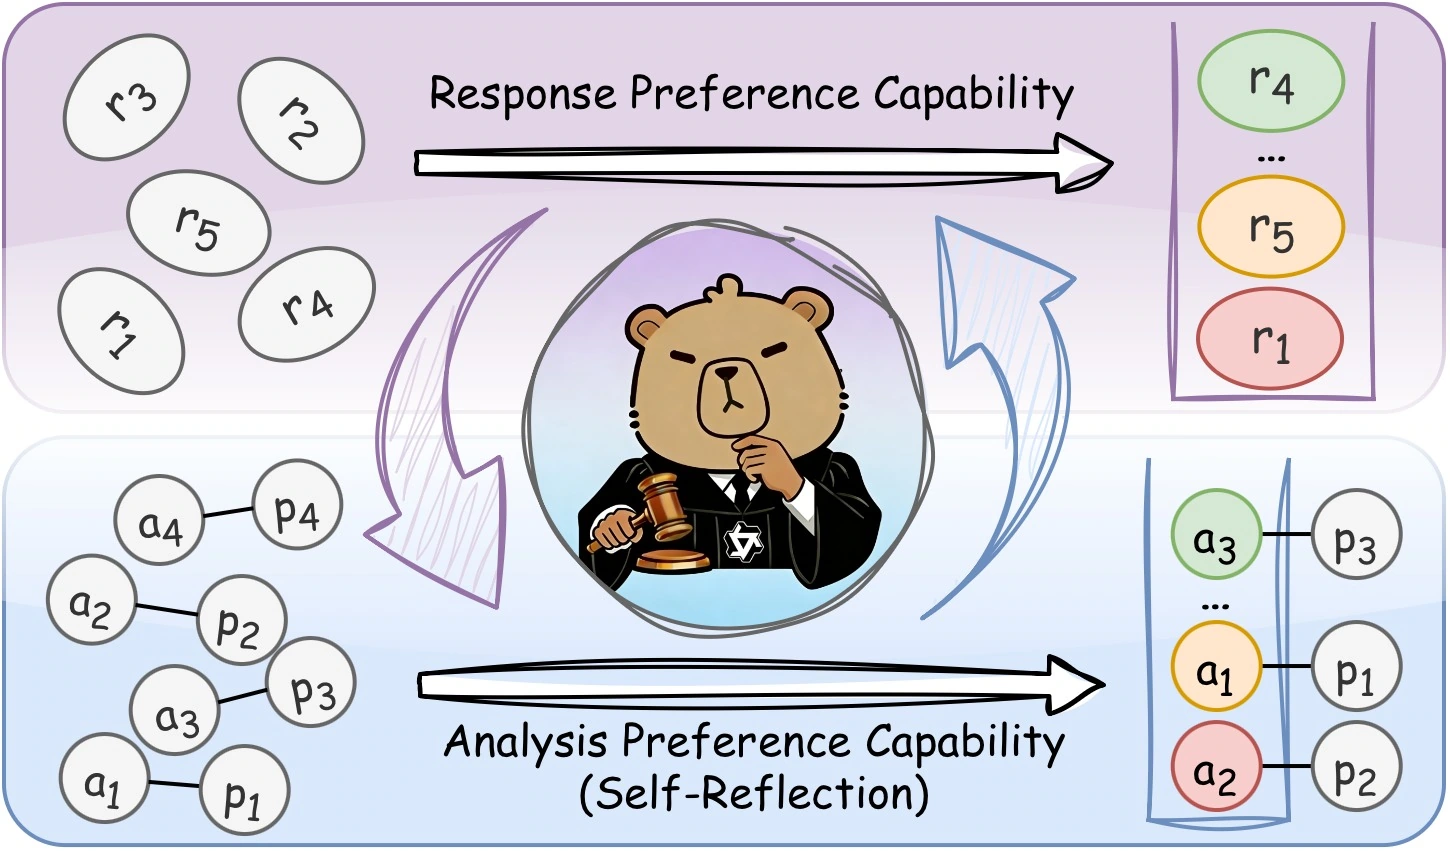 r3
r2
Response Preference Capability
r4
...
r5
r5
r1
r4
r1
a4
p4
a3
p3
a2
p2
...
a3
p3
a1
p1
Analysis Preference Capability
(Self-Reflection)
a1
p1
a2
p2